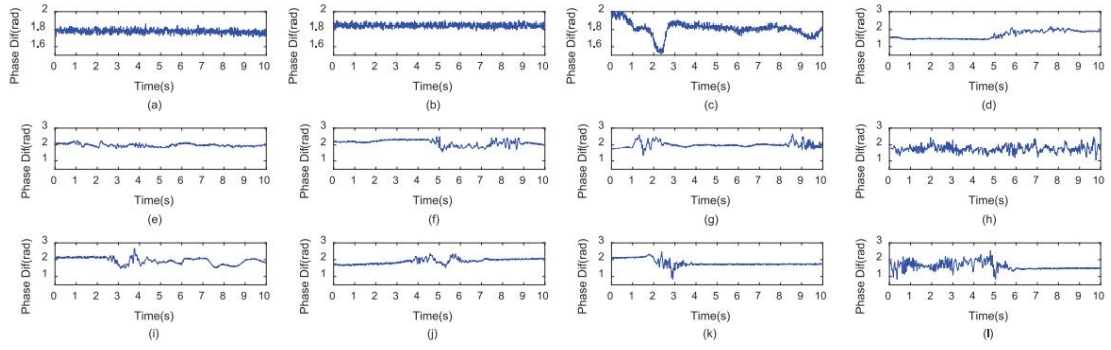 Phase Dif(rad)
2
1.8
1.6
0 1 2 3 4 5 6 7 8 9 10
Time(s)
(a)
Phase Dif(rad)
2
1.8
1.6
0 1 2 3 4 5 6 7 8 9 10
Time(s)
(b)
Phase Dif(rad)
2
1.8
1.6
0 1 2 3 4 5 6 7 8 9 10
Time(s)
(c)
Phase Dif(rad)
3
2
1
0 1 2 3 4 5 6 7 8 9 10
Time(s)
(d)
Phase Dif(rad)
3
2
1
0 1 2 3 4 5 6 7 8 9 10
Time(s)
(e)
Phase Dif(rad)
3
2
1
0 1 2 3 4 5 6 7 8 9 10
Time(s)
(f)
Phase Dif(rad)
3
2
1
0 1 2 3 4 5 6 7 8 9 10
Time(s)
(g)
Phase Dif(rad)
3
2
1
0 1 2 3 4 5 6 7 8 9 10
Time(s)
(h)
Phase Dif(rad)
3
2
1
0 1 2 3 4 5 6 7 8 9 10
Time(s)
(i)
Phase Dif(rad)
3
2
1
0 1 2 3 4 5 6 7 8 9 10
Time(s)
(j)
Phase Dif(rad)
3
2
1
0 1 2 3 4 5 6 7 8 9 10
Time(s)
(k)
Phase Dif(rad)
3
2
1
0 1 2 3 4 5 6 7 8 9 10
Time(s)
(l)